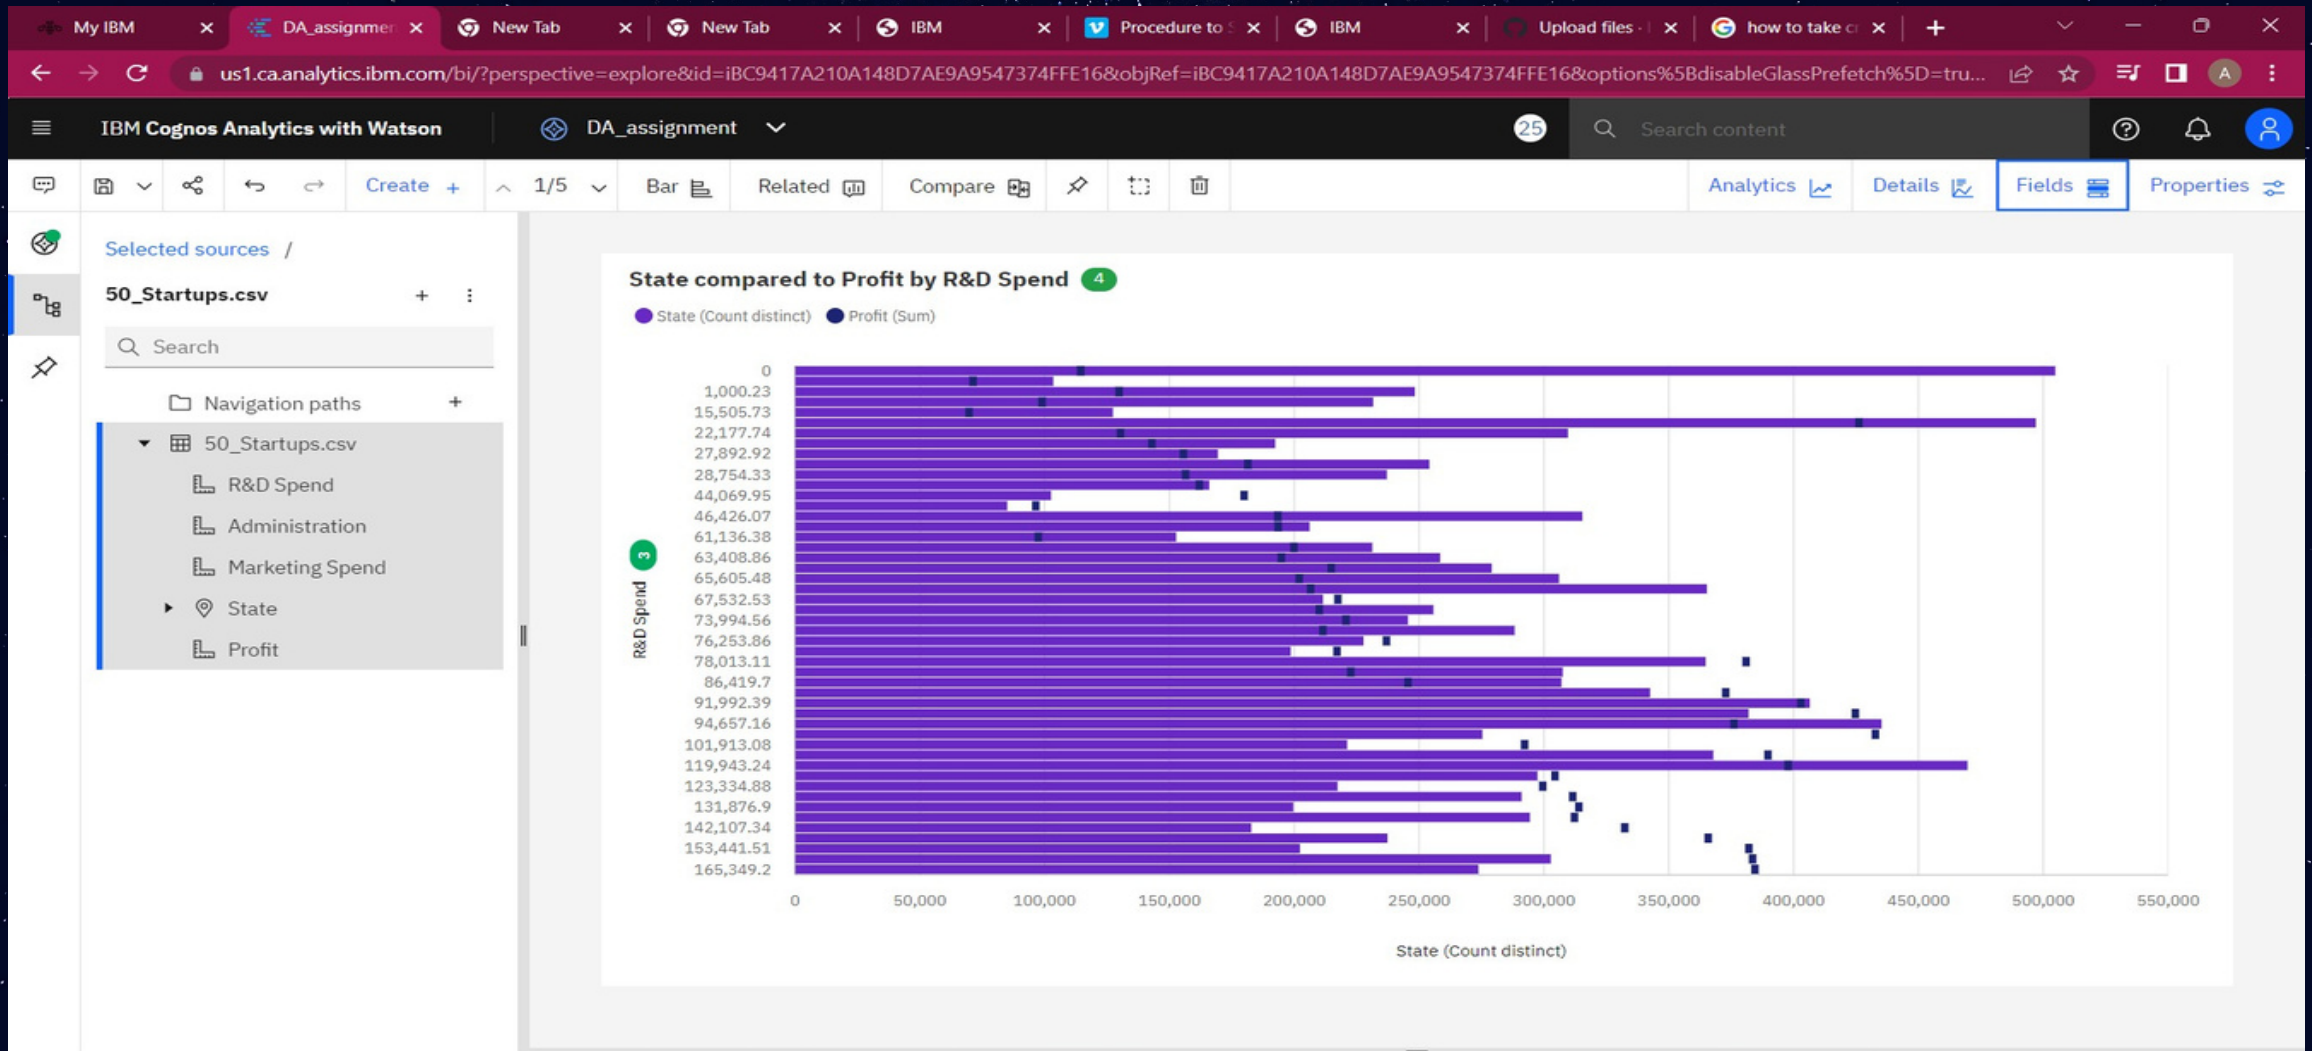 My IBM DA_assignmen New Tab New Tab IBM Procedure to IBM Upload files · how to take cr
us1.ca.analytics.ibm.com/bi/?perspective=explore&id=iBC9417A210A148D7AE9A9547374FFE16&objRef=iBC9417A210A148D7AE9A9547374FFE16&options%5BdisableGlassPrefetch%5D=tru... A
IBM Cognos Analytics with Watson DA_assignment 25 Search content
Create + 1/5 Bar Related Compare Analytics Details Fields Properties
Selected sources /
50_Startups.csv
Search
Navigation paths
50_Startups.csv
R&D Spend
Administration
Marketing Spend
State
Profit
State compared to Profit by R&D Spend 4
State (Count distinct) Profit (Sum)
R&D Spend 3
0
1,000.23
15,505.73
22,177.74
27,892.92
28,754.33
44,069.95
46,426.07
61,136.38
63,408.86
65,605.48
67,532.53
73,994.56
76,253.86
78,013.11
86,419.7
91,992.39
94,657.16
101,913.08
119,943.24
123,334.88
131,876.9
142,107.34
153,441.51
165,349.2
0 50,000 100,000 150,000 200,000 250,000 300,000 350,000 400,000 450,000 500,000 550,000
State (Count distinct)